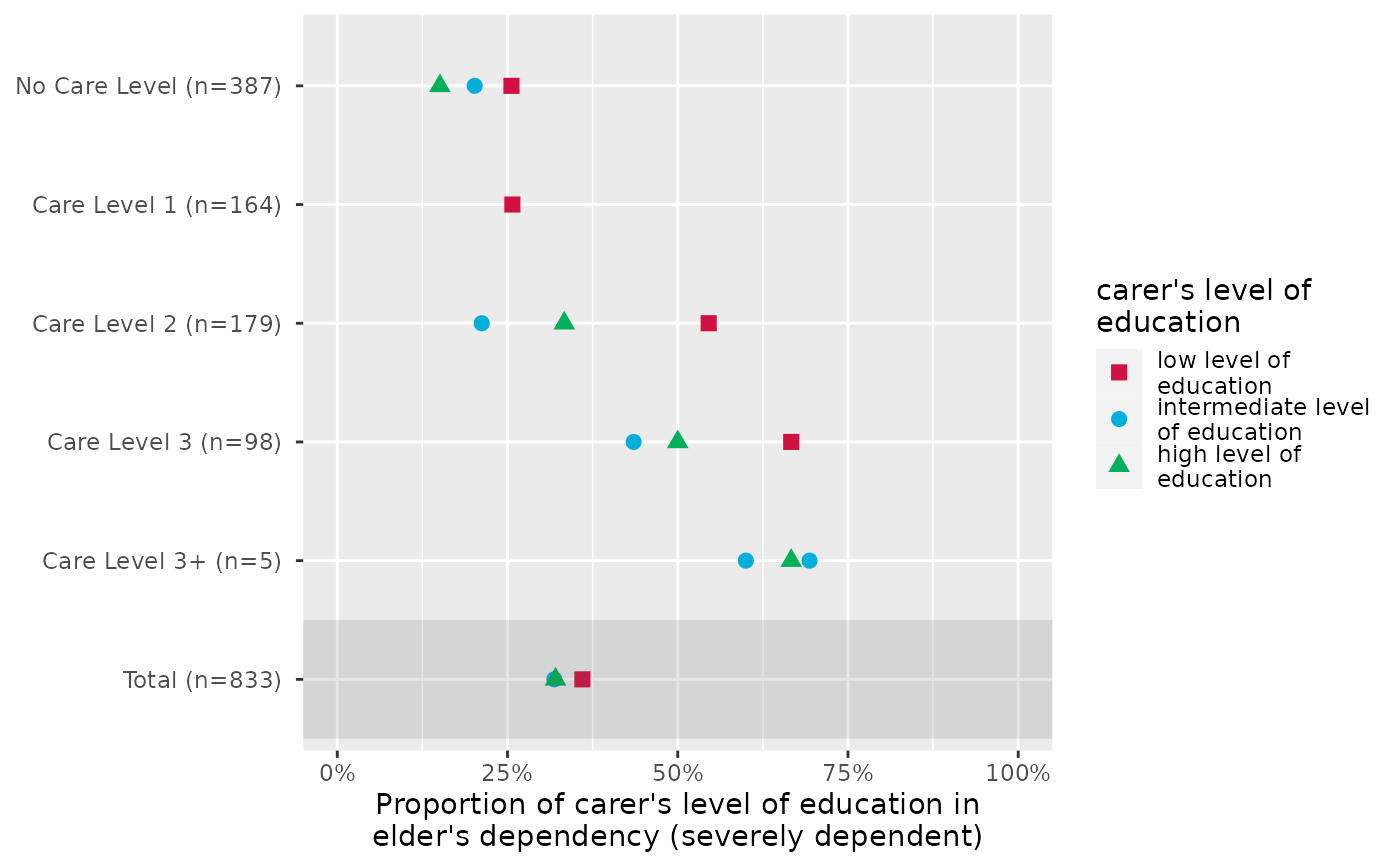 No Care Level (n=387)
Care Level 1 (n=164)
Care Level 2 (n=179)
Care Level 3 (n=98)
Care Level 3+ (n=5)
Total (n=833)
0%
25%
50%
75%
100%
Proportion of carer's level of education in
elder's dependency (severely dependent)
carer's level of
education
low level of
education
intermediate level
of education
high level of
education